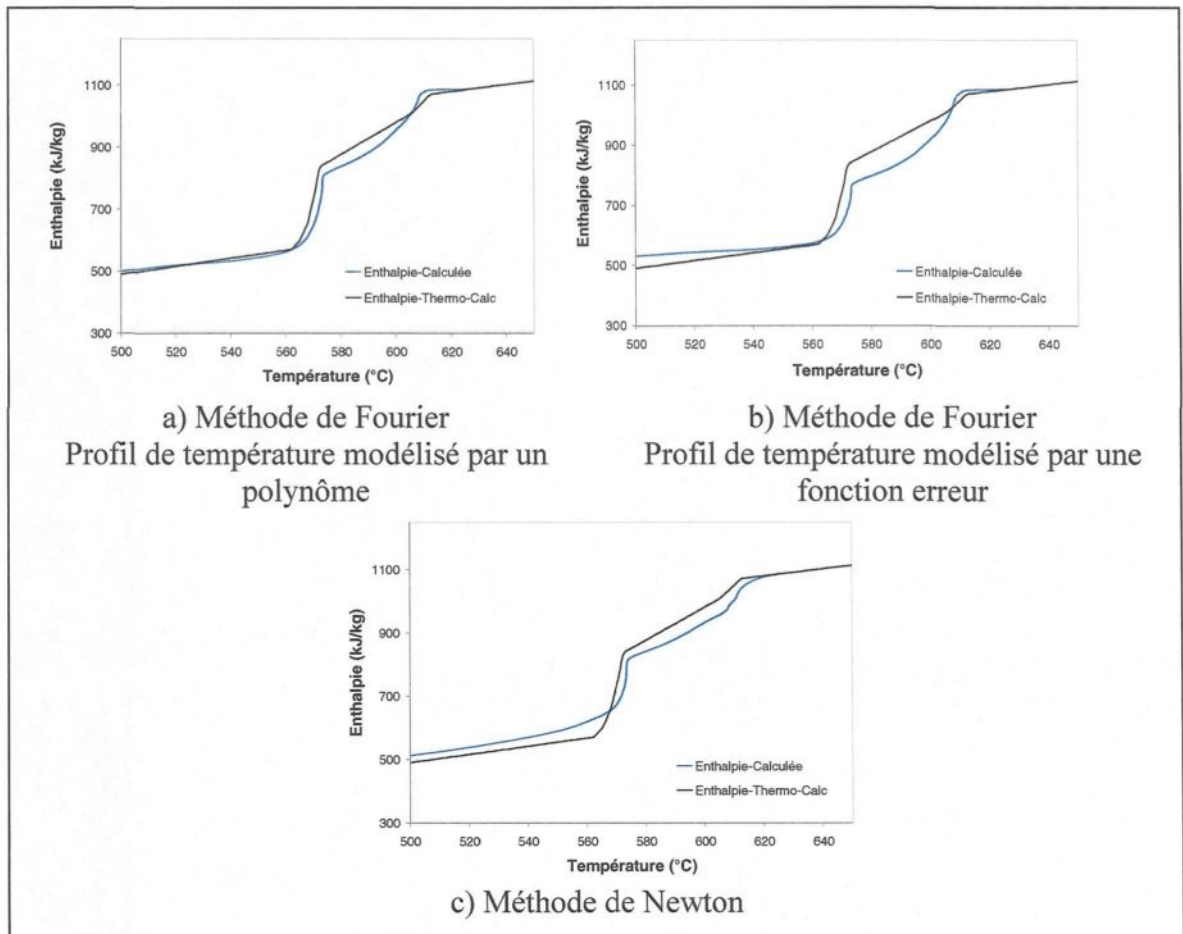 1100
900
700
500
300
Enthalpie (kJ/kg)
Enthalpie-Calculée
Enthalpie-Thermo-Calc
500 520 540 560 580 600 620 640
Température (°C)
a) Méthode de Fourier
Profil de température modélisé par un
polynôme
1100
900
700
500
300
Enthalpie (kJ/kg)
Enthalpie-Calculée
Enthalpie-Thermo-Calc
500 520 540 560 580 600 620 640
Température (°C)
b) Méthode de Fourier
Profil de température modélisé par une
fonction erreur
1100
900
700
500
300
Enthalpie (kJ/kg)
Enthalpie-Calculée
Enthalpie-Thermo-Calc
500 520 540 560 580 600 620 640
Température (°C)
c) Méthode de Newton